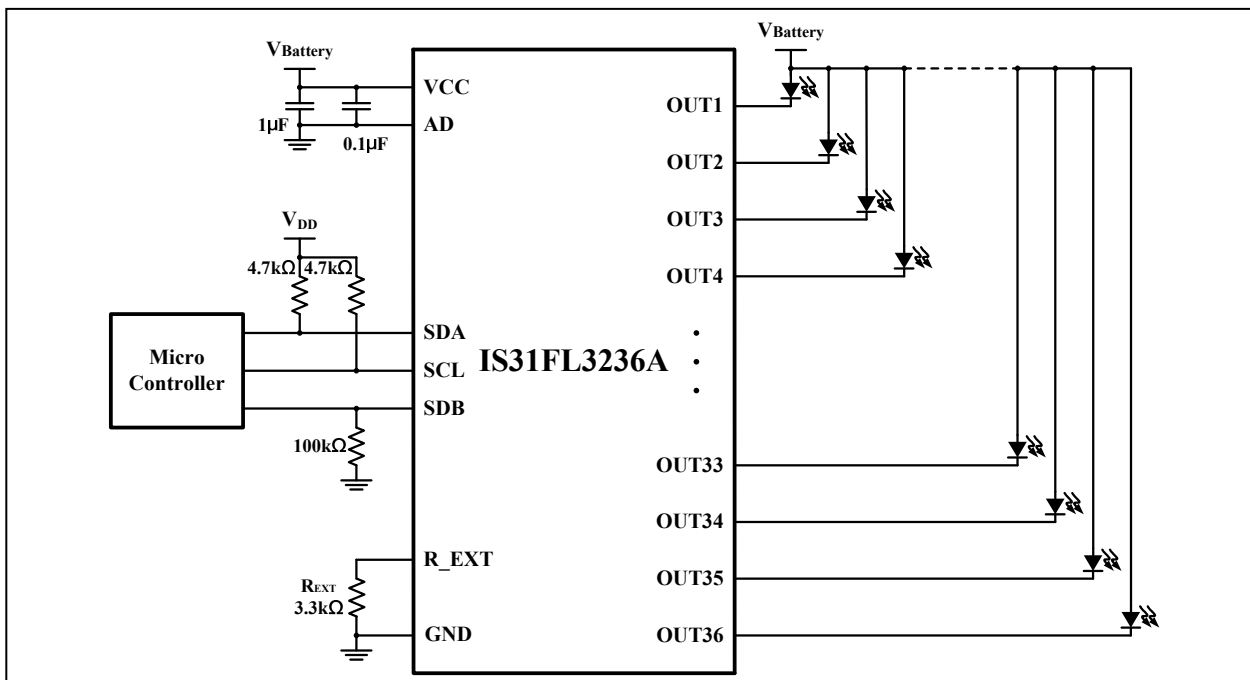 VBattery
1μF
0.1μF
VCC
AD
VDD
4.7kΩ 4.7kΩ
Micro
Controller
SDA
SCL
SDB
100kΩ
REXT
3.3kΩ
R_EXT
GND
IS31FL3236A
VBattery
OUT1
OUT2
OUT3
OUT4
OUT33
OUT34
OUT35
OUT36